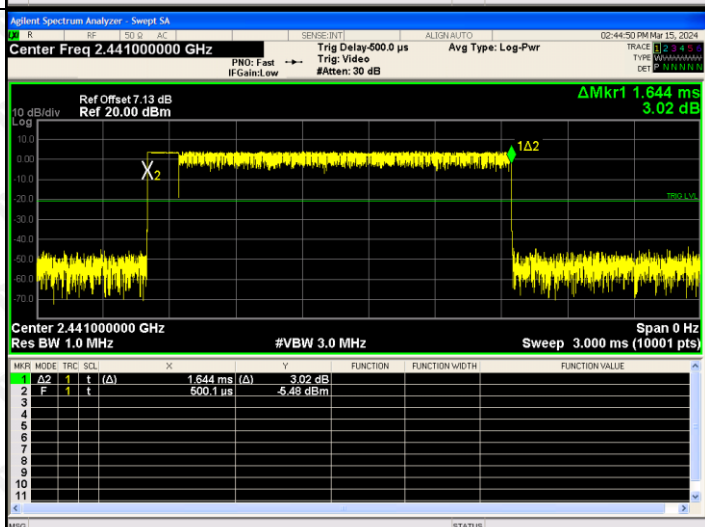 Agilent Spectrum Analyzer - Swept SA
R RF 50 Ω AC SENSE:INT ALIGN AUTO 02:44:50 PM Mar 15, 2024
Center Freq 2.441000000 GHz
PNO: Fast
IFGain:Low
Trig Delay-500.0 µs
Trig: Video
#Atten: 30 dB
Avg Type: Log-Pwr
TRACE 1 2 3 4 5 6
TYPE W
DET P N N N N N
ΔMkr1 1.644 ms
3.02 dB
Ref Offset 7.13 dB
10 dB/div Ref 20.00 dBm
Log
10.0
0.00
-10.0
-20.0
-30.0
-40.0
-50.0
-60.0
-70.0
1Δ2
2
TRIG LVL
Center 2.441000000 GHz Span 0 Hz
Res BW 1.0 MHz #VBW 3.0 MHz Sweep 3.000 ms (10001 pts)
MKR MODE TRC SCL X Y FUNCTION FUNCTION WIDTH FUNCTION VALUE
1 Δ2 1 t (Δ) 1.644 ms (Δ) 3.02 dB
2 F 1 t 500.1 µs -5.48 dBm
3
4
5
6
7
8
9
10
11
MSG STATUS